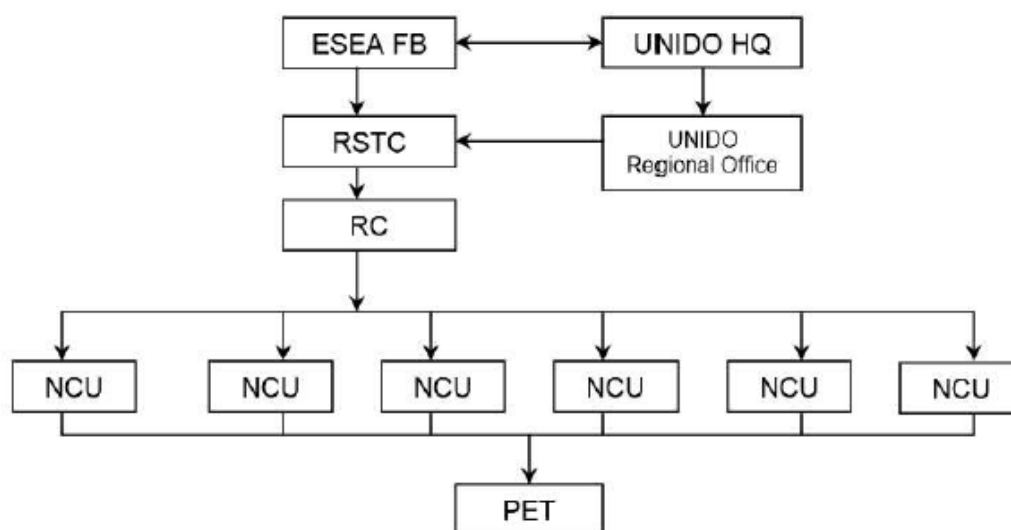 ESEA FB
UNIDO HQ
RSTC
UNIDO
Regional Office
RC
NCU
NCU
NCU
NCU
NCU
NCU
PET